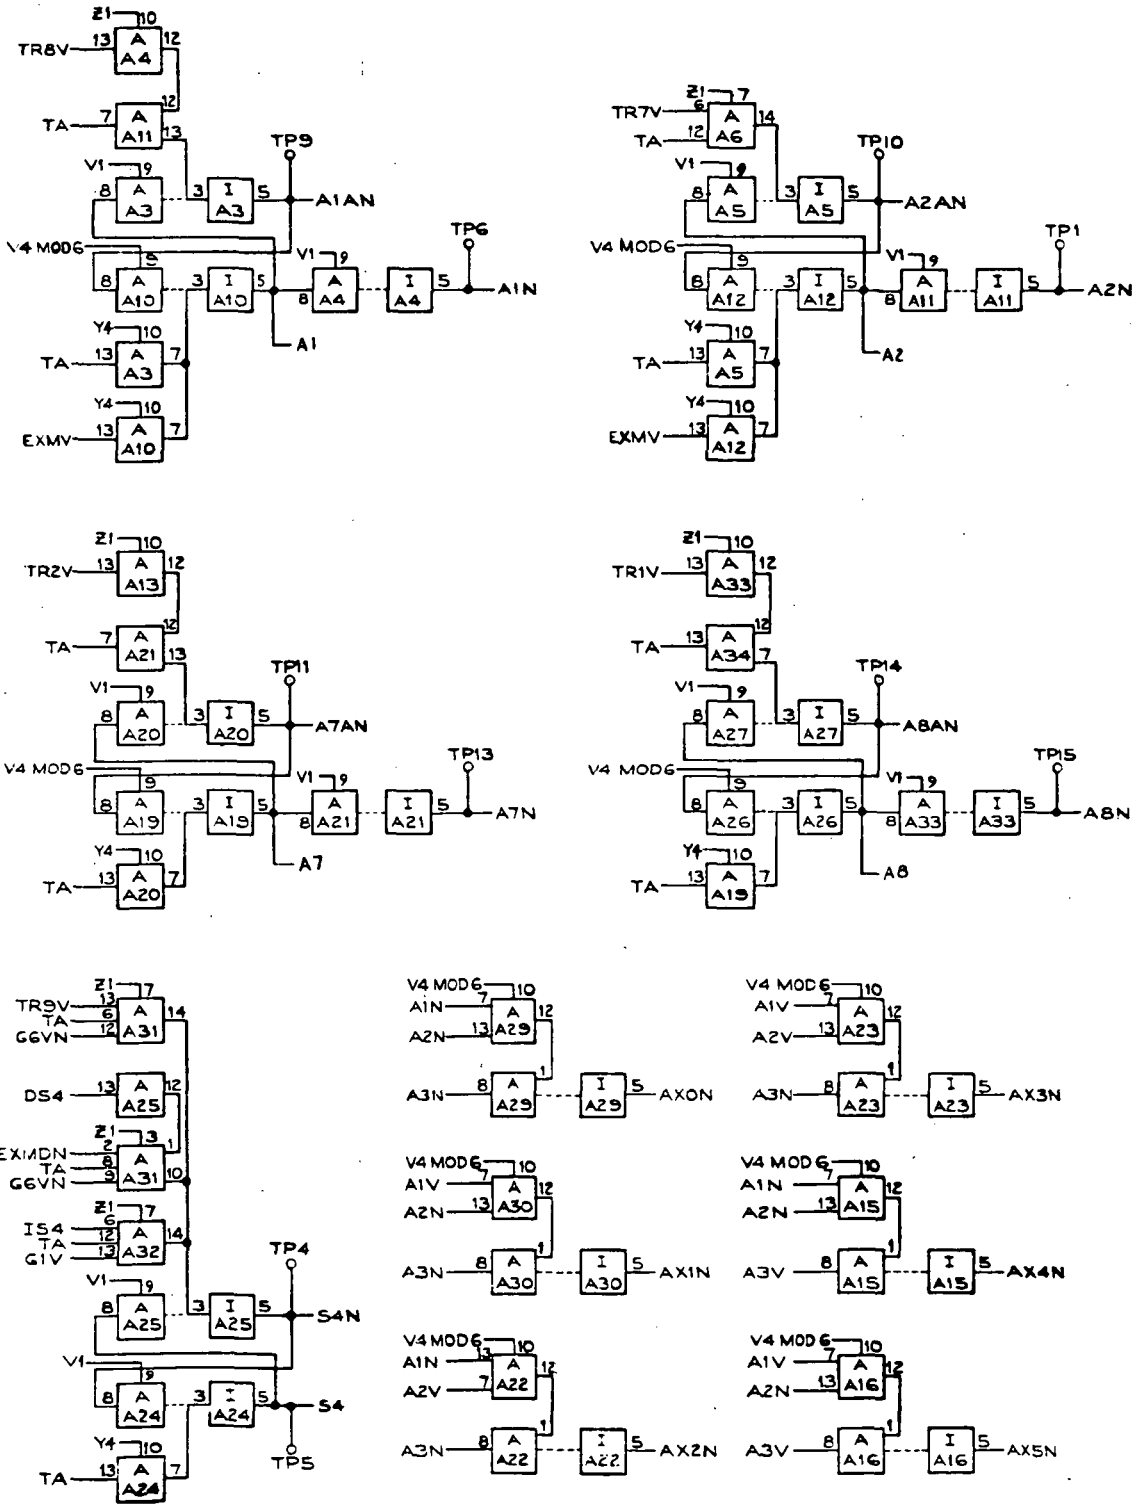 Z1 10
TR8V 13 A A4 12
TA 7 A A11 12 13
V1 9
8 A A3 3 I A3 5 A1AN
TP9
V4 MOD6 9
8 A A10 3 I A10 5
V1 9
8 A A4 I A4 5 A1N
TP6
A1
Y4 10
TA 13 A A3 7
Y4 10
EXMV 13 A A10 7
Z1 7
TR7V 6
TA 12 A A6 14
V1 9
8 A A5 3 I A5 5 A2AN
TP10
V4 MOD6 9
8 A A12 3 I A12 5
V1 9
8 A A11 I A11 5 A2N
TP1
A2
Y4 10
TA 13 A A5 7
Y4 10
EXMV 13 A A12 7
Z1 10
TR2V 13 A A13 12
TA 7 A A21 12 13
V1 9
8 A A20 3 I A20 5 A7AN
TP11
V4 MOD6 9
8 A A19 3 I A19 5
V1 9
8 A A21 I A21 5 A7N
TP13
A7
Y4 10
TA 13 A A20 7
Z1 10
TR1V 13 A A33 12
TA 13 A A34 12 7
V1 9
8 A A27 3 I A27 5 A8AN
TP14
V4 MOD6 9
8 A A26 3 I A26 5
V1 9
8 A A33 I A33 5 A8N
TP15
A8
Y4 10
TA 13 A A19 7
Z1 7
TR9V 13
TA 6
G6VN 12 A A31 14
DS4 13 A A25 12
Z1 3
EXMDN 2
TA 8
G6VN 9 A A31 1 10
Z1 7
IS4 6
TA 12
G1V 13 A A32 14
V1 9
8 A A25 3 I A25 5 S4N
TP4
V1 9
8 A A24 3 I A24 5 S4
TP5
Y4 10
TA 13 A A24 7
V4 MOD6 10
A1N 7
A2N 13 A A29 12
A3N 8 A A29 1 I A29 5 AX0N
V4 MOD6 10
A1V 7
A2V 13 A A23 12
A3N 8 A A23 1 I A23 5 AX3N
V4 MOD6 10
A1V 7
A2N 13 A A30 12
A3N 8 A A30 1 I A30 5 AX1N
V4 MOD6 10
A1N 7
A2N 13 A A15 12
A3V 8 A A15 1 I A15 5 AX4N
V4 MOD6 10
A1N 13
A2V 7 A A22 12
A3N 8 A A22 1 I A22 5 AX2N
V4 MOD6 10
A1V 7
A2N 13 A A16 12
A3V 8 A A16 1 I A16 5 AX5N